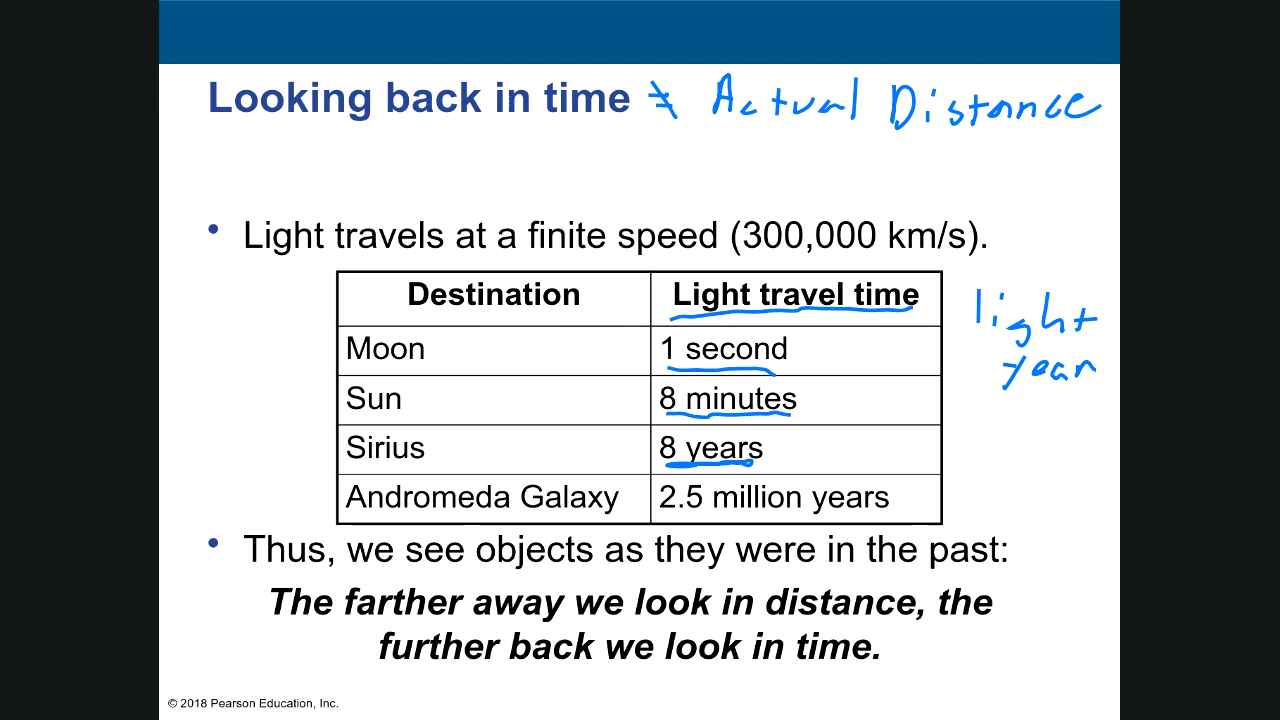 Looking back in time ≠ Actual Distance
• Light travels at a finite speed (300,000 km/s).
Destination Light travel time
Moon 1 second
Sun 8 minutes
Sirius 8 years
Andromeda Galaxy 2.5 million years
light
year
• Thus, we see objects as they were in the past:
The farther away we look in distance, the
further back we look in time.
© 2018 Pearson Education, Inc.